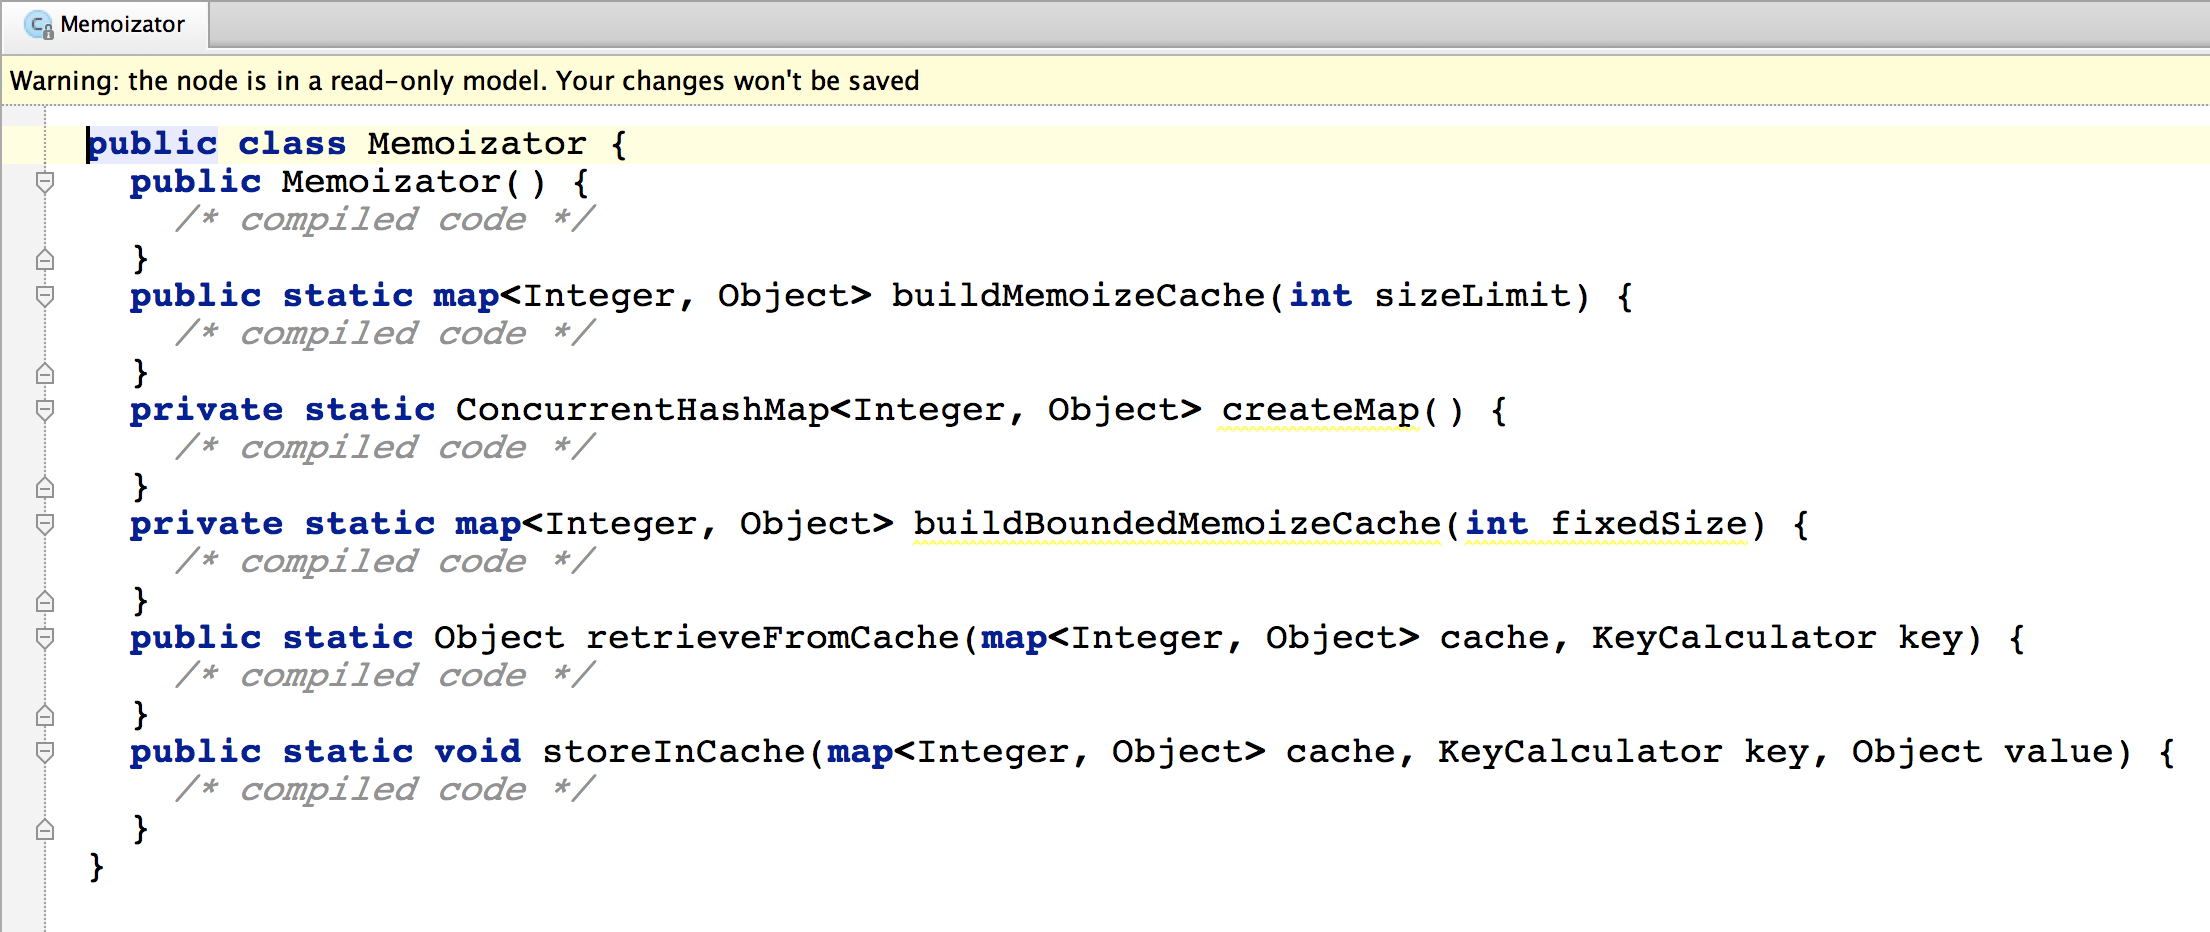 Memoizator
Warning: the node is in a read-only model. Your changes won't be saved
public class Memoizator {
public Memoizator() {
/* compiled code */
}
public static map<Integer, Object> buildMemoizeCache(int sizeLimit) {
/* compiled code */
}
private static ConcurrentHashMap<Integer, Object> createMap() {
/* compiled code */
}
private static map<Integer, Object> buildBoundedMemoizeCache(int fixedSize) {
/* compiled code */
}
public static Object retrieveFromCache(map<Integer, Object> cache, KeyCalculator key) {
/* compiled code */
}
public static void storeInCache(map<Integer, Object> cache, KeyCalculator key, Object value) {
/* compiled code */
}
}